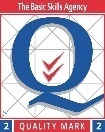 The Basic Skills Agency
Q
2 QUALITY MARK 2